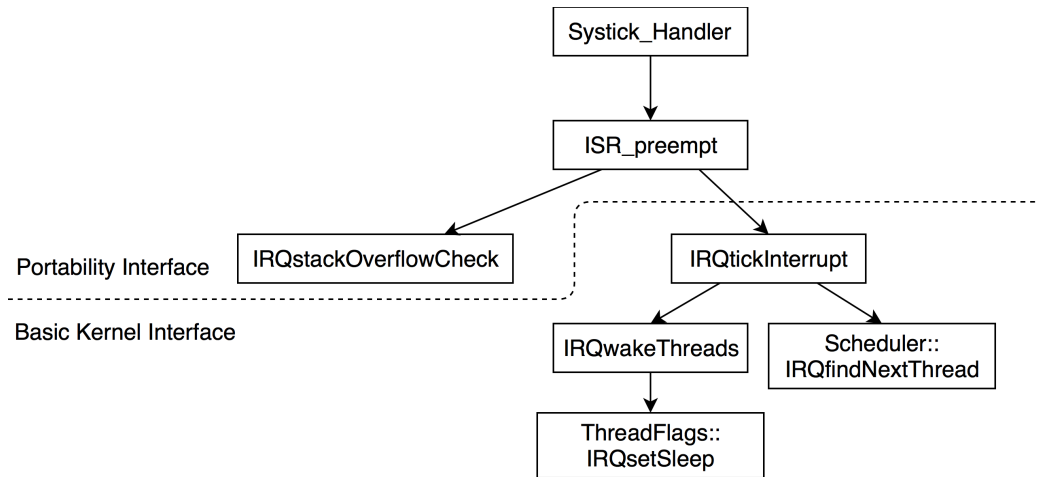 Systick_Handler
ISR_preempt
IRQstackOverflowCheck
IRQtickInterrupt
Portability Interface
Basic Kernel Interface
IRQwakeThreads
Scheduler::
IRQfindNextThread
ThreadFlags::
IRQsetSleep